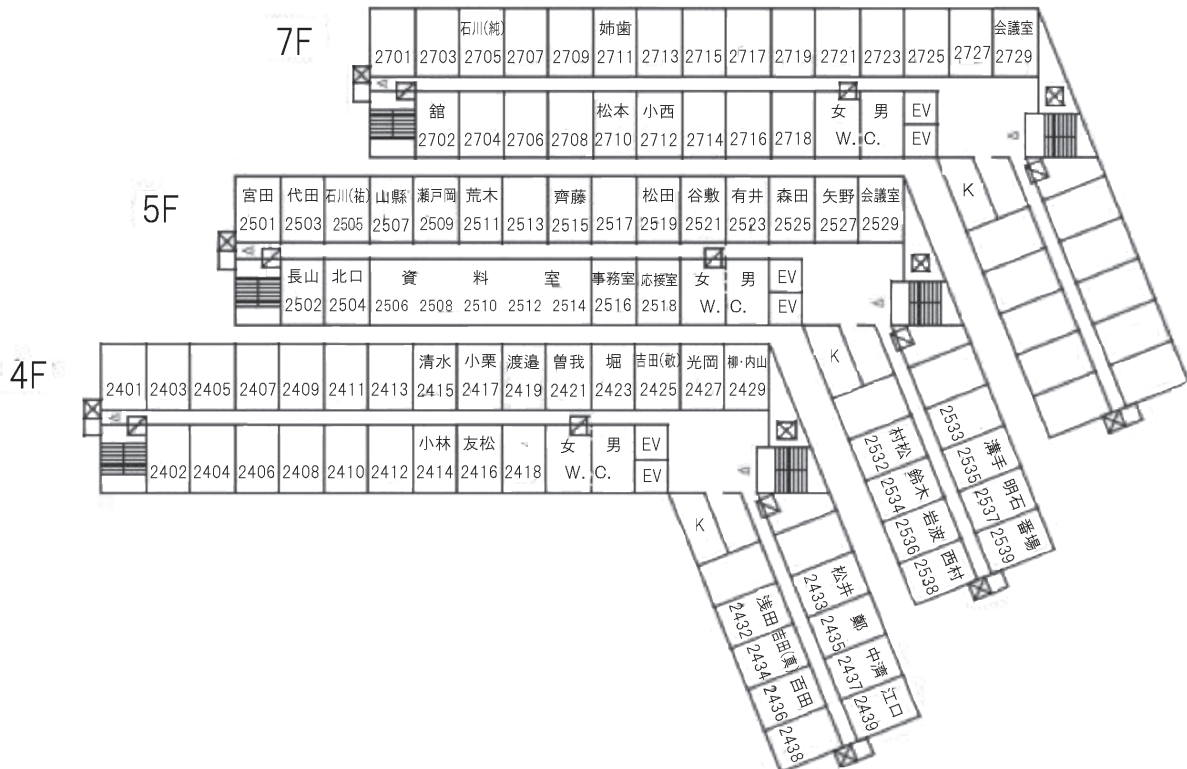 7F
石川(純) 姉歯 会議室
2701 2703 2705 2707 2709 2711 2713 2715 2717 2719 2721 2723 2725 2727 2729
舘 松本 小西 女 男 EV
2702 2704 2706 2708 2710 2712 2714 2716 2718 W.C. EV
K
5F
宮田 代田 石川(祐) 山縣 瀬戸岡 荒木 齊藤 松田 谷敷 有井 森田 矢野 会議室
2501 2503 2505 2507 2509 2511 2513 2515 2517 2519 2521 2523 2525 2527 2529
長山 北口 資料室 事務室 応接室 女 男 EV
2502 2504 2506 2508 2510 2512 2514 2516 2518 W.C. EV
K
村松 2532
鈴木 2534
岩波 2536
西村 2538
2533
溝手 2535
明石 2537
番場 2539
4F
清水 小栗 渡邉 曽我 堀 吉田(敬) 光岡 柳・内山
2401 2403 2405 2407 2409 2411 2413 2415 2417 2419 2421 2423 2425 2427 2429
小林 友松 女 男 EV
2402 2404 2406 2408 2410 2412 2414 2416 2418 W.C. EV
K
浅田 2432
吉田(真) 2434
百田 2436
2438
松井 2433
鄭 2435
中濱 2437
江口 2439